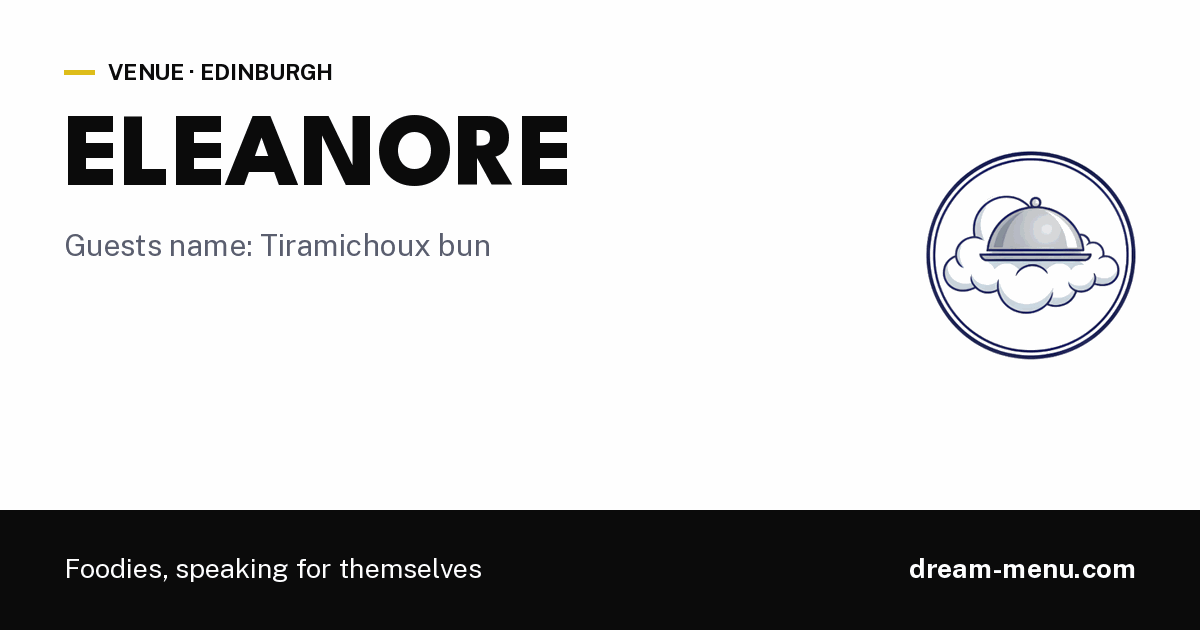 VENUE · EDINBURGH
ELEANORE
Guests name: Tiramichoux bun
Foodies, speaking for themselves
dream-menu.com